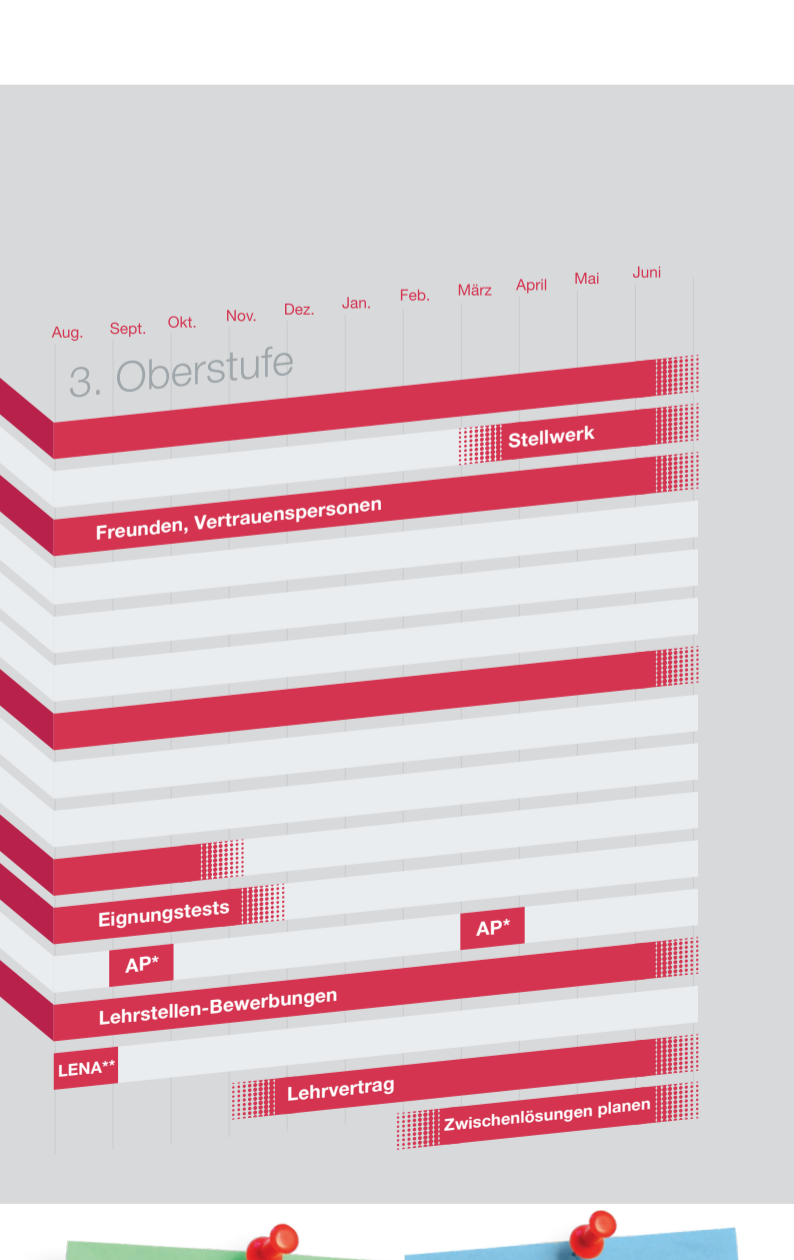 Aug.
Sept.
Okt.
Nov.
Dez.
Jan.
Feb.
März
April
Mai
Juni
3. Oberstufe
Stellwerk
Freunden, Vertrauenspersonen
Eignungstests
AP*
AP*
Lehrstellen-Bewerbungen
LENA**
Lehrvertrag
Zwischenlösungen planen